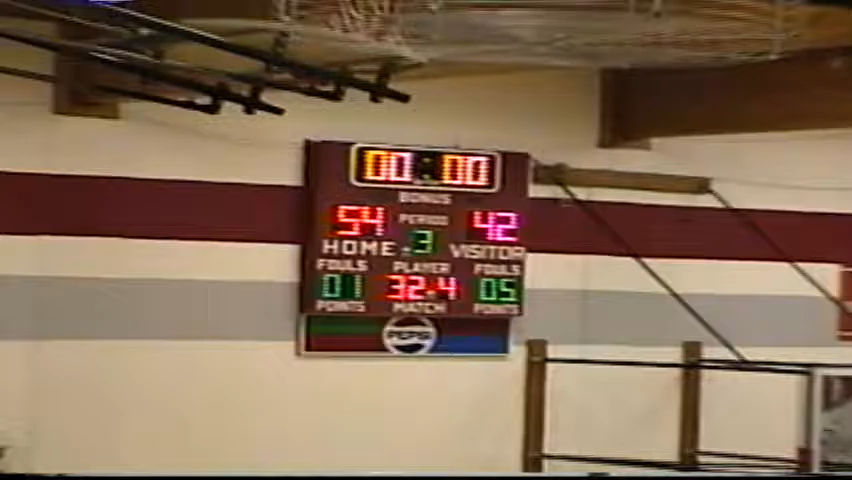 00:00
BONUS
54 PERIOD 42
HOME 3 VISITOR
FOULS PLAYER FOULS
01 32.4 05
POINTS MATCH POINTS
PEPSI